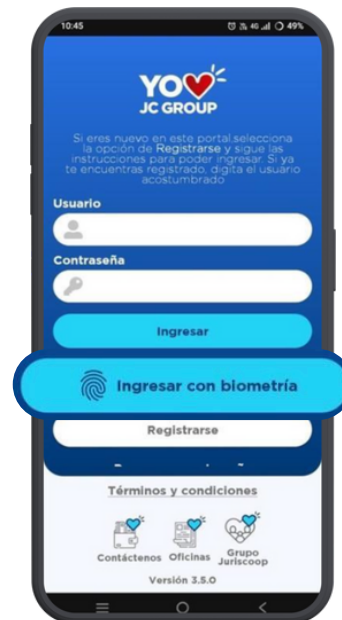 10:45
4G 49%
YO
JC GROUP
Si eres nuevo en este portal,selecciona
la opción de Registrarse y sigue las
instrucciones para poder ingresar. Si ya
te encuentras registrado, digita el usuario
acostumbrado
Usuario
Contraseña
Ingresar
Ingresar con biometría
Registrarse
Términos y condiciones
Contáctenos Oficinas Grupo Juriscoop
Versión 3.5.0